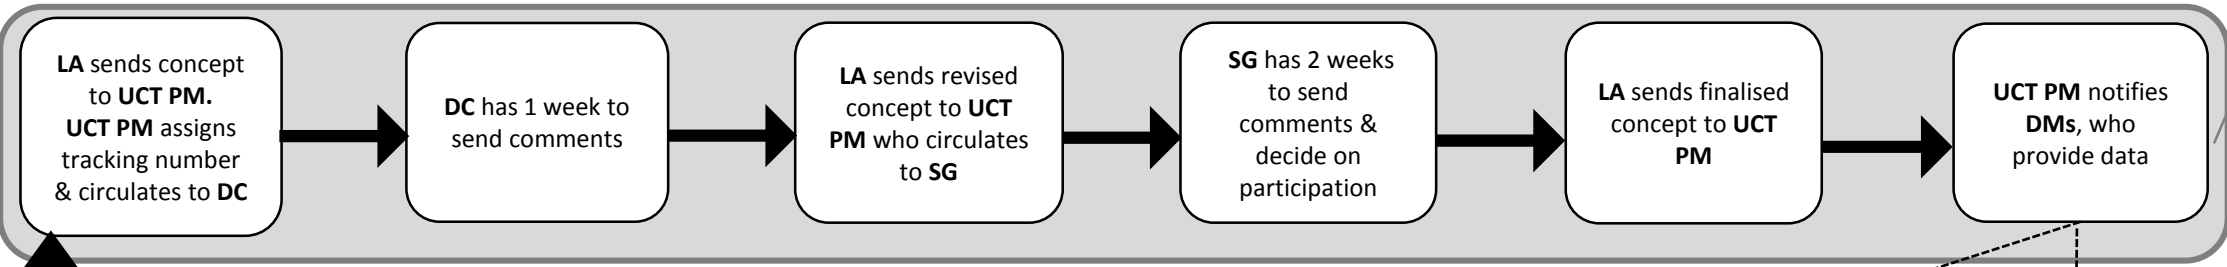 LA sends concept
to UCT PM.
UCT PM assigns
tracking number
& circulates to DC
DC has 1 week to
send comments
LA sends revised
concept to UCT
PM who circulates
to SG
SG has 2 weeks
to send
comments &
decide on
participation
LA sends finalised
concept to UCT
PM
UCT PM notifies
DMs, who
provide data